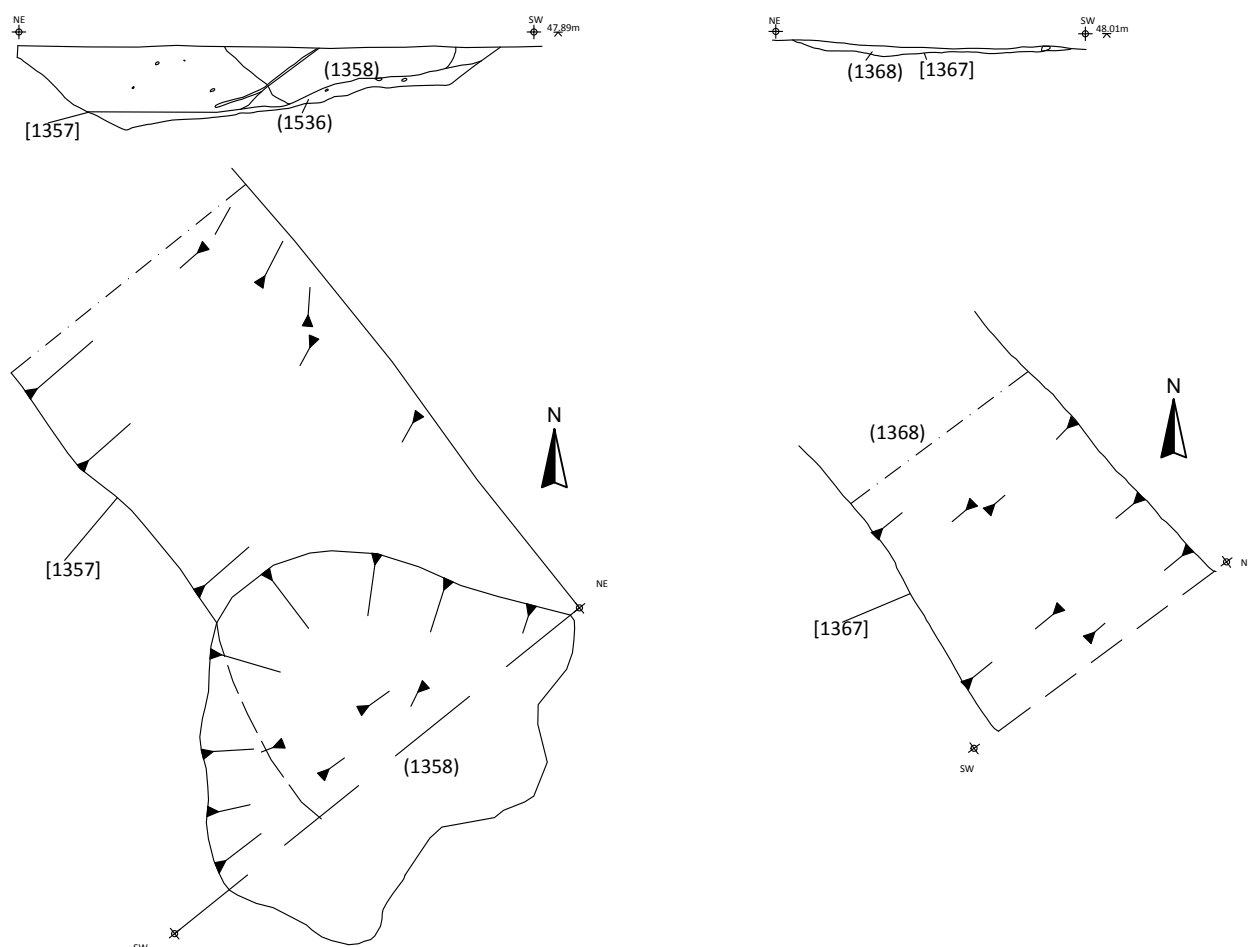 NE
SW
47.89m
(1358)
[1357]
(1536)
NE
SW
48.01m
(1368)
[1367]
N
[1357]
NE
(1358)
SW
N
(1368)
[1367]
N
SW